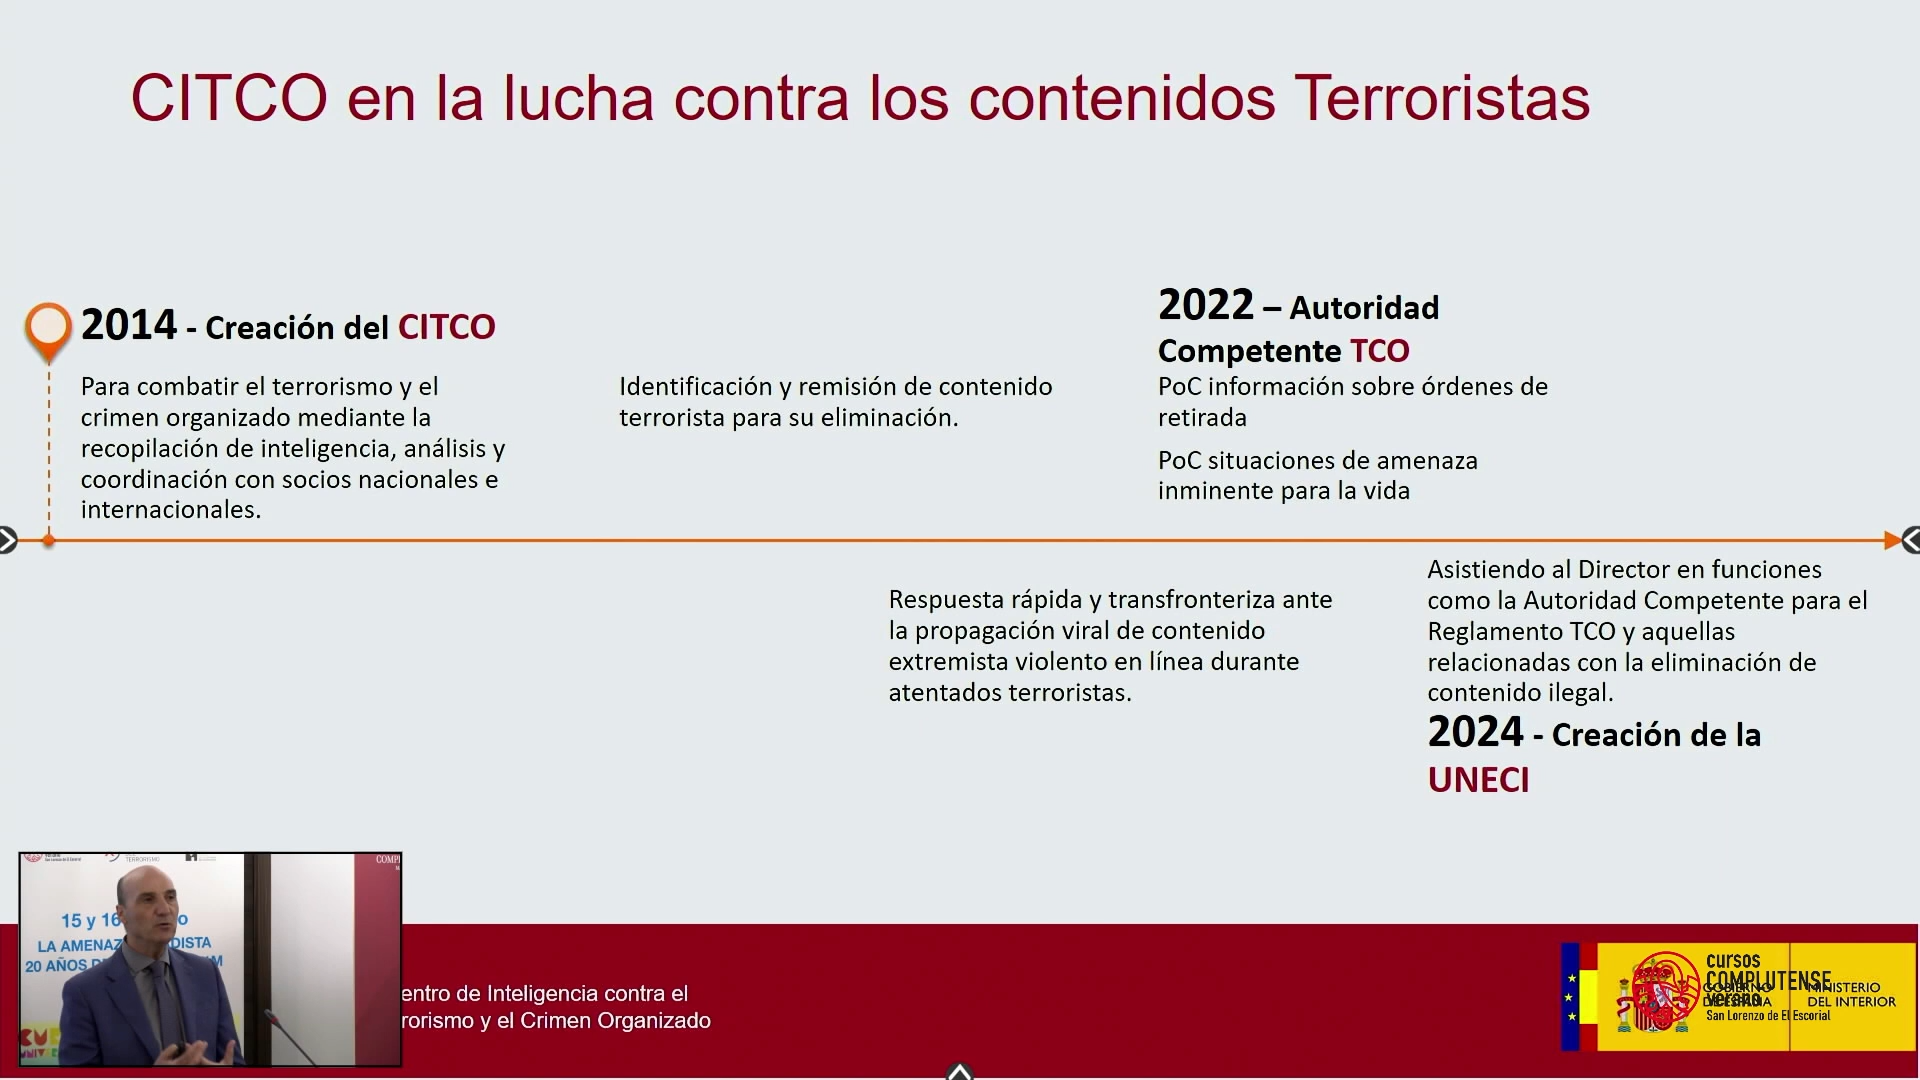 CITCO en la lucha contra los contenidos Terroristas
2014 - Creación del CITCO
Para combatir el terrorismo y el
crimen organizado mediante la
recopilación de inteligencia, análisis y
coordinación con socios nacionales e
internacionales.
Identificación y remisión de contenido
terrorista para su eliminación.
2022 – Autoridad
Competente TCO
PoC información sobre órdenes de
retirada
PoC situaciones de amenaza
inminente para la vida
Respuesta rápida y transfronteriza ante
la propagación viral de contenido
extremista violento en línea durante
atentados terroristas.
Asistiendo al Director en funciones
como la Autoridad Competente para el
Reglamento TCO y aquellas
relacionadas con la eliminación de
contenido ilegal.
2024 - Creación de la
UNECI
15 y 16
LA AMENAZ DISTA
20 AÑOS D M
entro de Inteligencia contra el
rorismo y el Crimen Organizado
cursos
COMPLUTENSE
verano
San Lorenzo de El Escorial
GOBIERNO
DE ESPAÑA
MINISTERIO
DEL INTERIOR